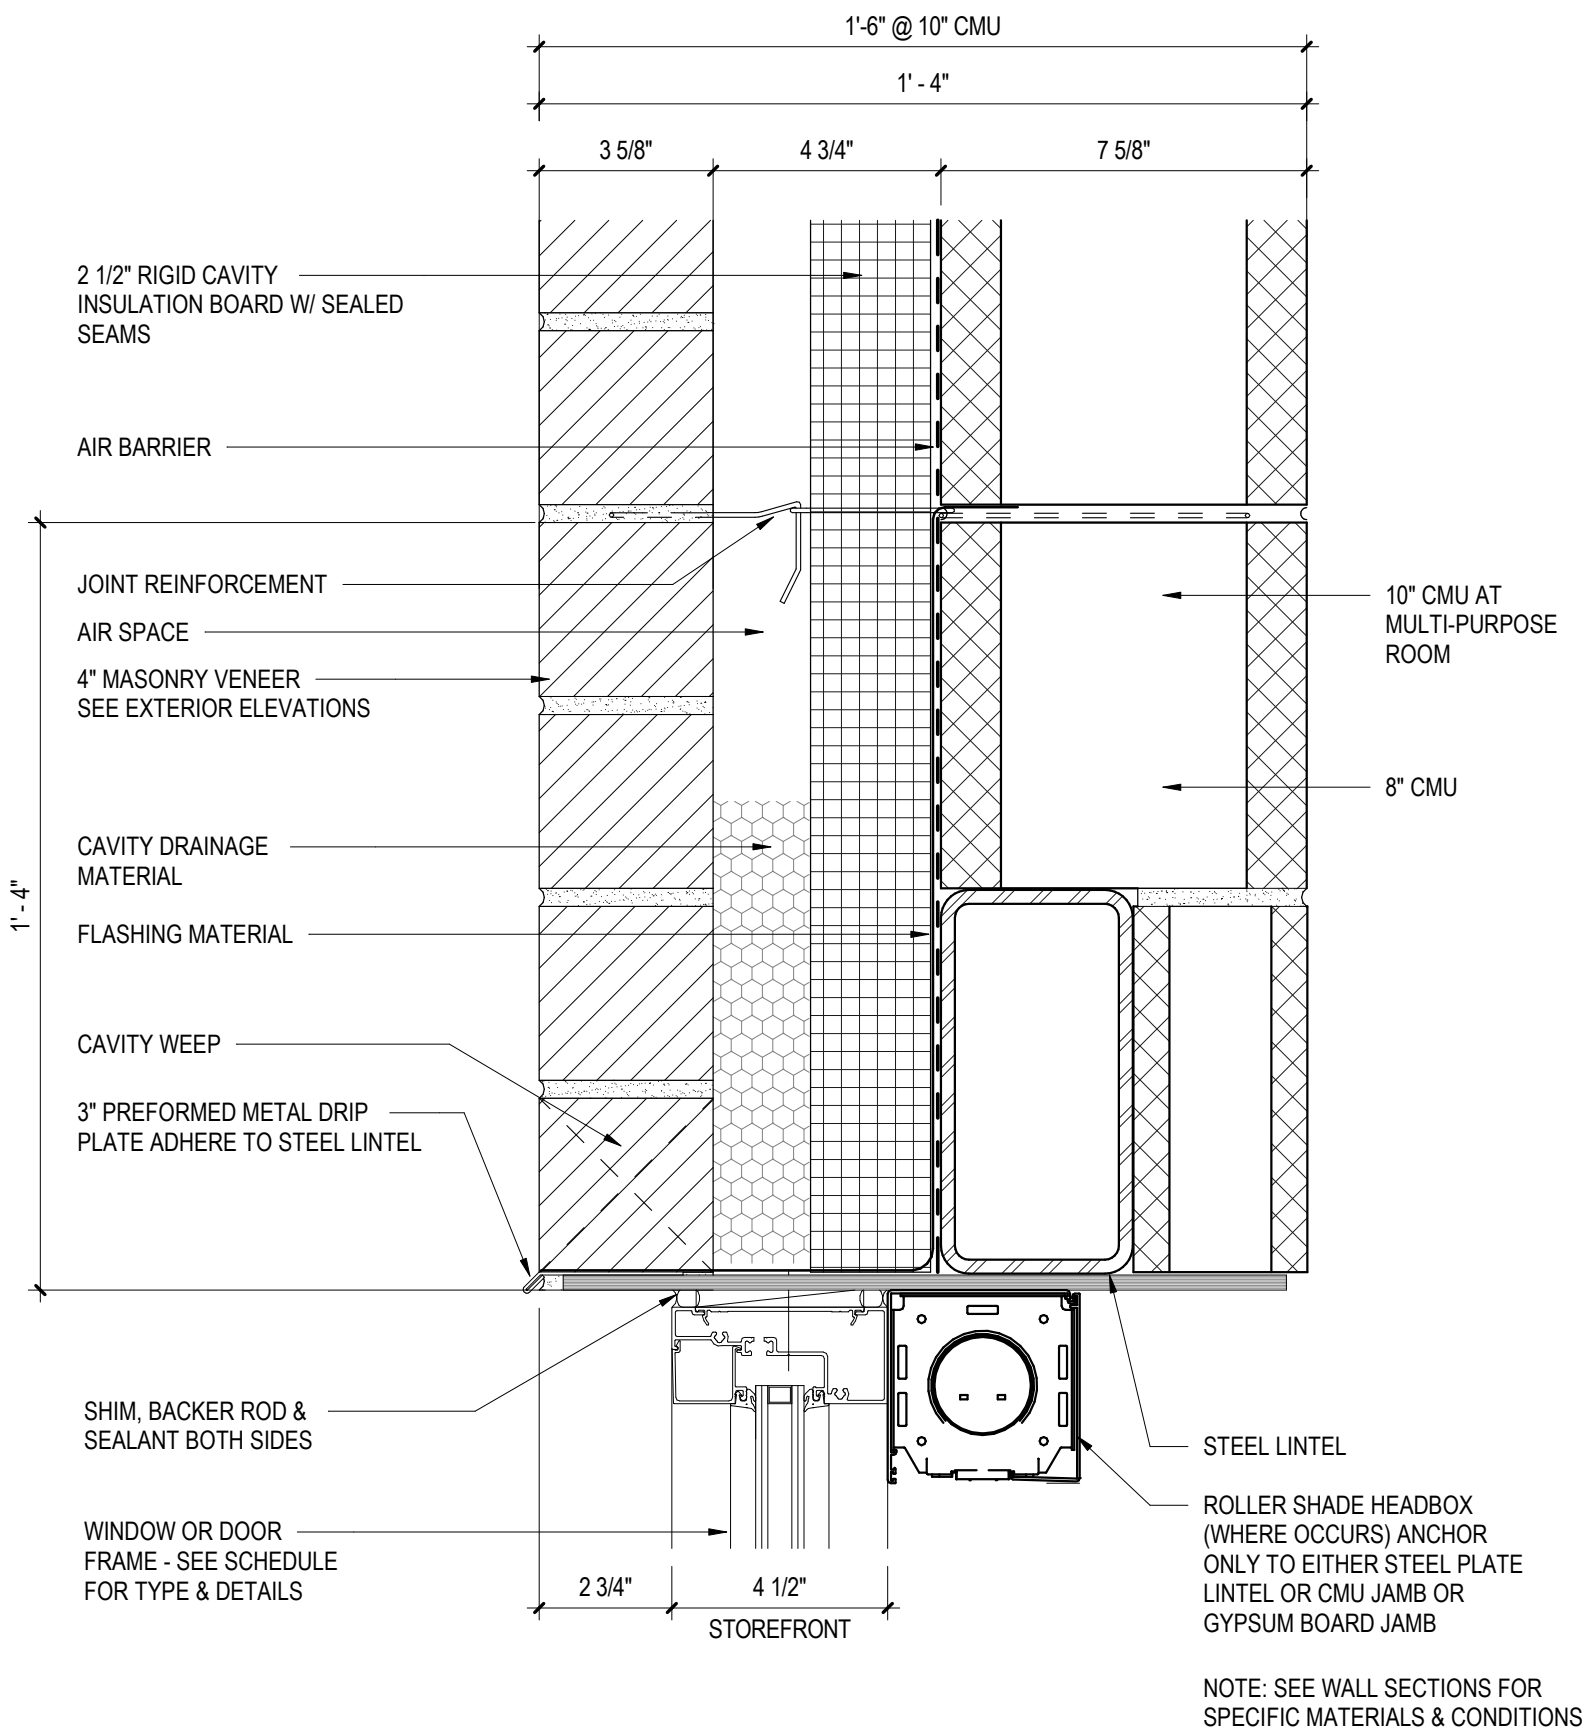 1'-6" @ 10" CMU
1' - 4"
3 5/8"
4 3/4"
7 5/8"
2 1/2" RIGID CAVITY
INSULATION BOARD W/ SEALED
SEAMS
AIR BARRIER
JOINT REINFORCEMENT
AIR SPACE
4" MASONRY VENEER
SEE EXTERIOR ELEVATIONS
10" CMU AT
MULTI-PURPOSE
ROOM
8" CMU
CAVITY DRAINAGE
MATERIAL
1' - 4"
FLASHING MATERIAL
CAVITY WEEP
3" PREFORMED METAL DRIP
PLATE ADHERE TO STEEL LINTEL
SHIM, BACKER ROD &
SEALANT BOTH SIDES
STEEL LINTEL
WINDOW OR DOOR
FRAME - SEE SCHEDULE
FOR TYPE & DETAILS
ROLLER SHADE HEADBOX
(WHERE OCCURS) ANCHOR
ONLY TO EITHER STEEL PLATE
LINTEL OR CMU JAMB OR
GYPSUM BOARD JAMB
2 3/4"
4 1/2"
STOREFRONT
NOTE: SEE WALL SECTIONS FOR
SPECIFIC MATERIALS & CONDITIONS